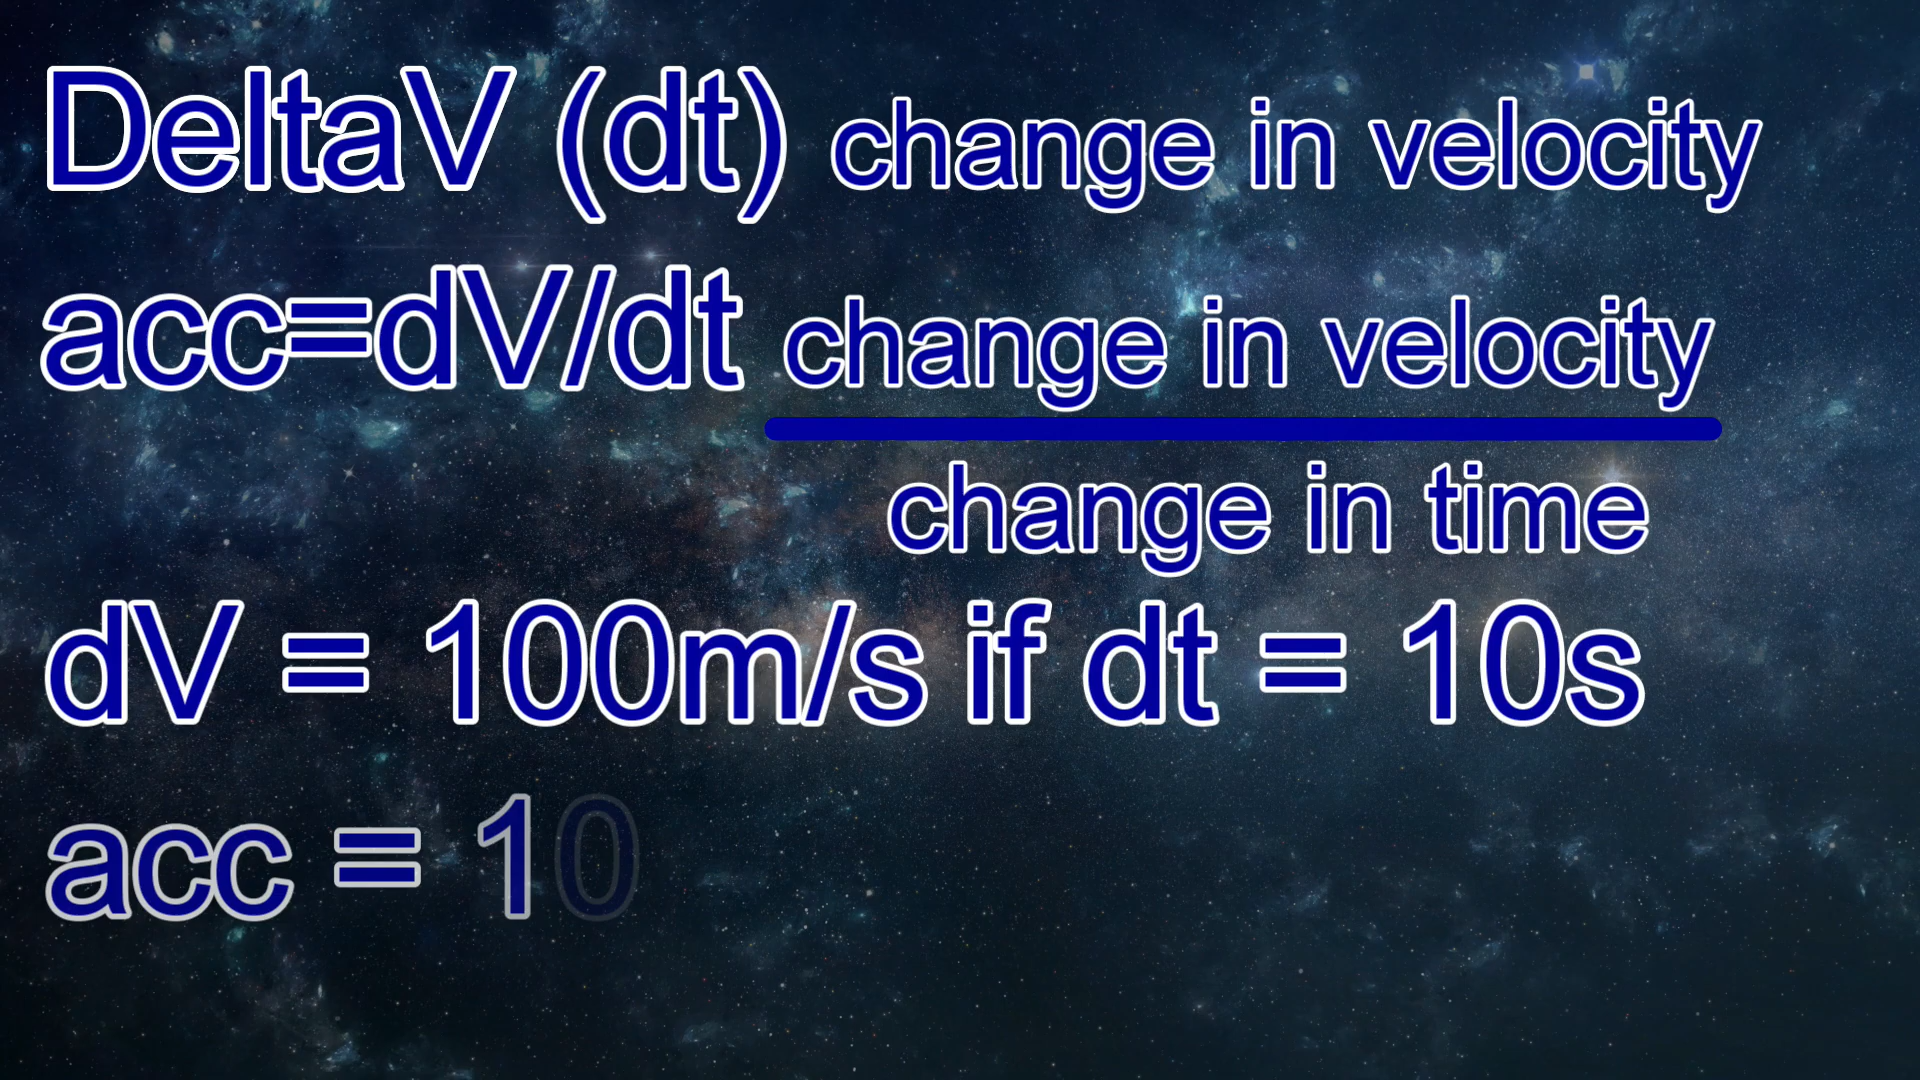 DeltaV (dt) change in velocity
acc=dV/dt change in velocity
change in time
dV = 100m/s if dt = 10s
acc = 10